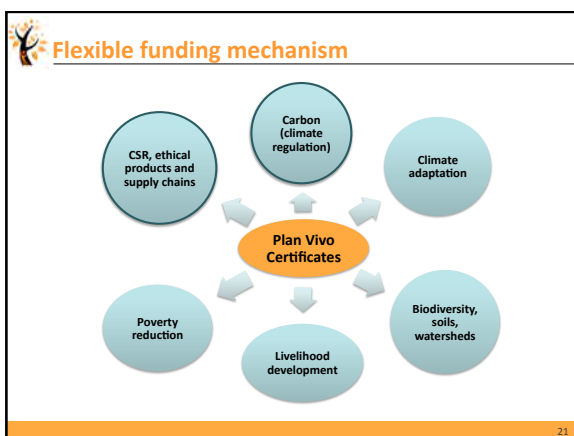 Flexible funding mechanism
Carbon
(climate
regulation)
CSR, ethical
products and
supply chains
Climate
adaptation
Plan Vivo
Certificates
Poverty
reduction
Biodiversity,
soils,
watersheds
Livelihood
development
21